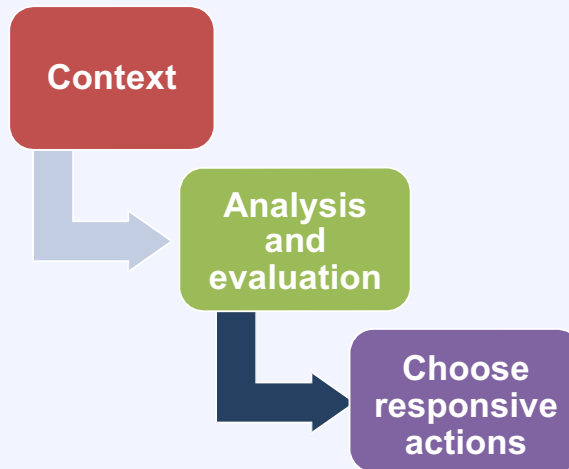 Context
Analysis
and
evaluation
Choose
responsive
actions